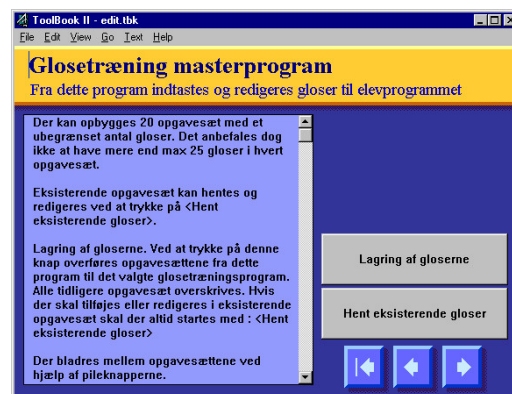 ToolBook II - edit.tbk
File Edit View Go Text Help
Glosetræning masterprogram
Fra dette program indtastes og redigeres gloser til elevprogrammet
Der kan opbygges 20 opgavesæt med et
ubegrænset antal gloser. Det anbefales dog
ikke at have mere end max 25 gloser i hvert
opgavesæt.
Eksisterende opgavesæt kan hentes og
redigeres ved at trykke på <Hent
eksisterende gloser>.
Lagring af gloserne. Ved at trykke på denne
knap overføres opgavesættene fra dette
program til det valgte glosetræningsprogram.
Alle tidligere opgavesæt overskrives. Hvis
der skal tilføjes eller redigeres i eksisterende
opgavesæt skal der altid startes med : <Hent
eksisterende gloser>
Der bladres mellem opgavesættene ved
hjælp af pileknapperne.
Lagring af gloserne
Hent eksisterende gloser